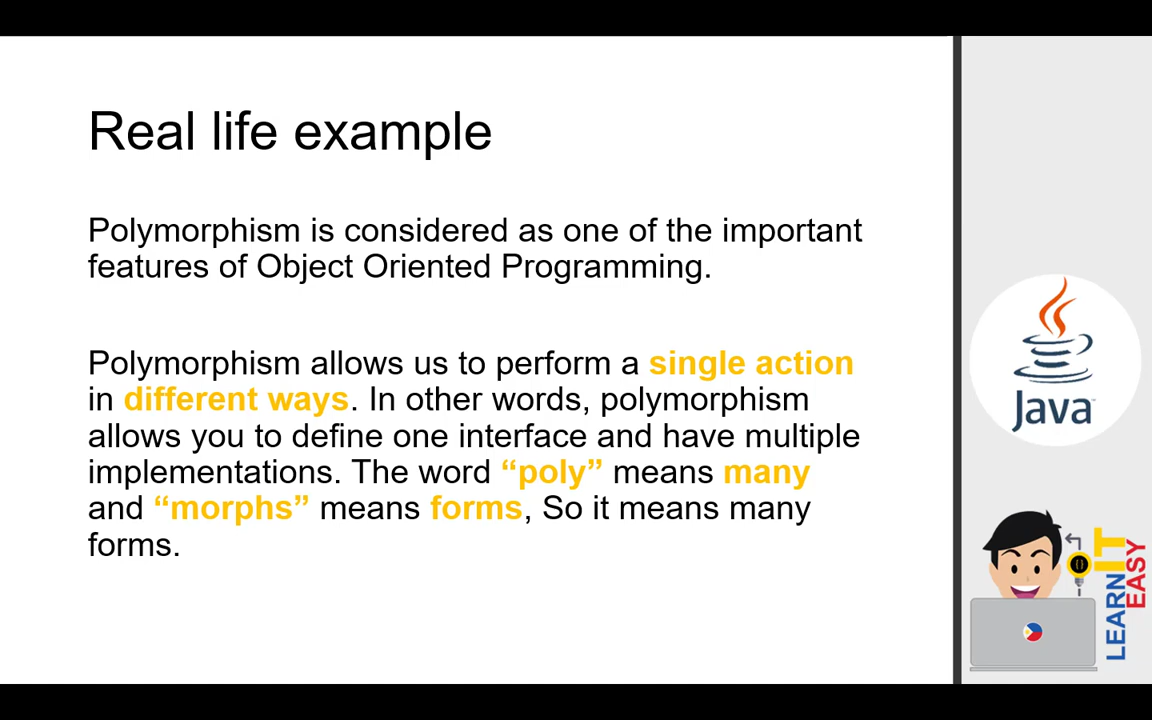 Real life example
Polymorphism is considered as one of the important
features of Object Oriented Programming.
Polymorphism allows us to perform a single action
in different ways. In other words, polymorphism
allows you to define one interface and have multiple
implementations. The word “poly” means many
and “morphs” means forms, So it means many
forms.
Java™
LEARN IT
EASY